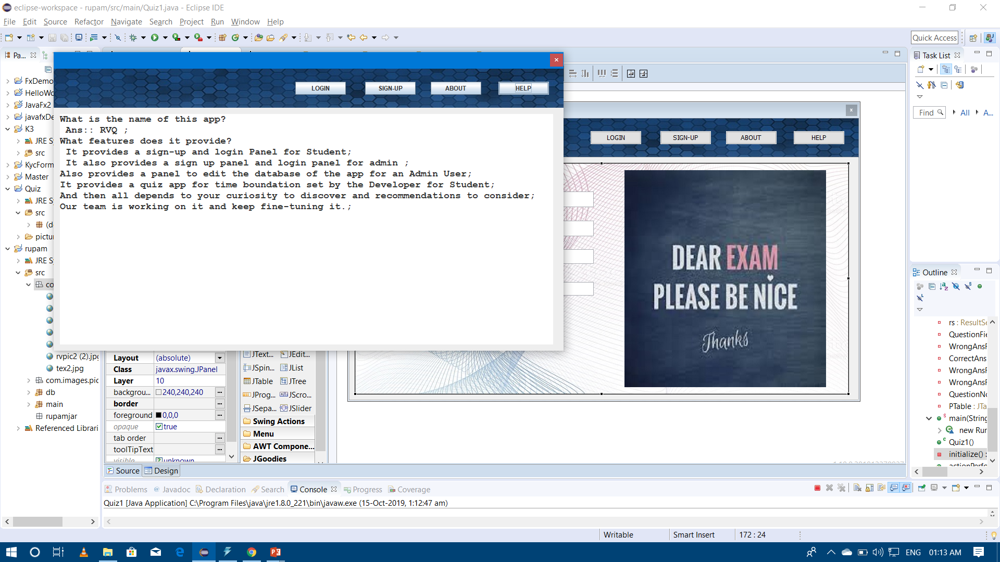 eclipse-workspace - rupam/src/main/Quiz1.java - Eclipse IDE
File Edit Source Refactor Navigate Search Project Run Window Help
Quick Access
Pa...
FxDemo
HelloWo
JavaFx2
javafxDe
K3
JRE Sy
src
KycForm
Master
Quiz
JRE Sy
src
(de
pictur
rupam
JRE Sy
src
co
rvpic2 (2).jpg
tex2.jpg
com.images.pic
db
main
rupamjar
Referenced Librari
LOGIN SIGN-UP ABOUT HELP
What is the name of this app?
Ans:: RVQ ;
What features does it provide?
It provides a sign-up and login Panel for Student;
It also provides a sign up panel and login panel for admin ;
Also provides a panel to edit the database of the app for an Admin User;
It provides a quiz app for time boundation set by the Developer for Student;
And then all depends to your curiosity to discover and recommendations to consider;
Our team is working on it and keep fine-tuning it.;
LOGIN SIGN-UP ABOUT HELP
DEAR EXAM
PLEASE BE NICE
Thanks
Layout (absolute)
Class javax.swing.JPanel
Layer 10
backgrou... 240,240,240
border
foreground 0,0,0
opaque true
tab order
toolTipText
visible unknown
JText... JEdit...
JSpin... JList
JTable JTree
JProg... JScro...
JSepa... JSlider
Swing Actions
Menu
AWT Compone...
JGoodies
Source Design
Task List
Find All A...
Outline
rs : ResultSe
QuestionFie
WrongAnsF
CorrectAns
WrongAnsF
WrongAnsF
QuestionNo
PTable : JTa
main(String
new Run
Quiz1()
initialize() :
actionPerfo
Problems Javadoc Declaration Search Console Progress Coverage
Quiz1 [Java Application] C:\Program Files\java\jre1.8.0_221\bin\javaw.exe (15-Oct-2019, 1:12:47 am)
Writable Smart Insert 172 : 24
ENG 01:13 AM